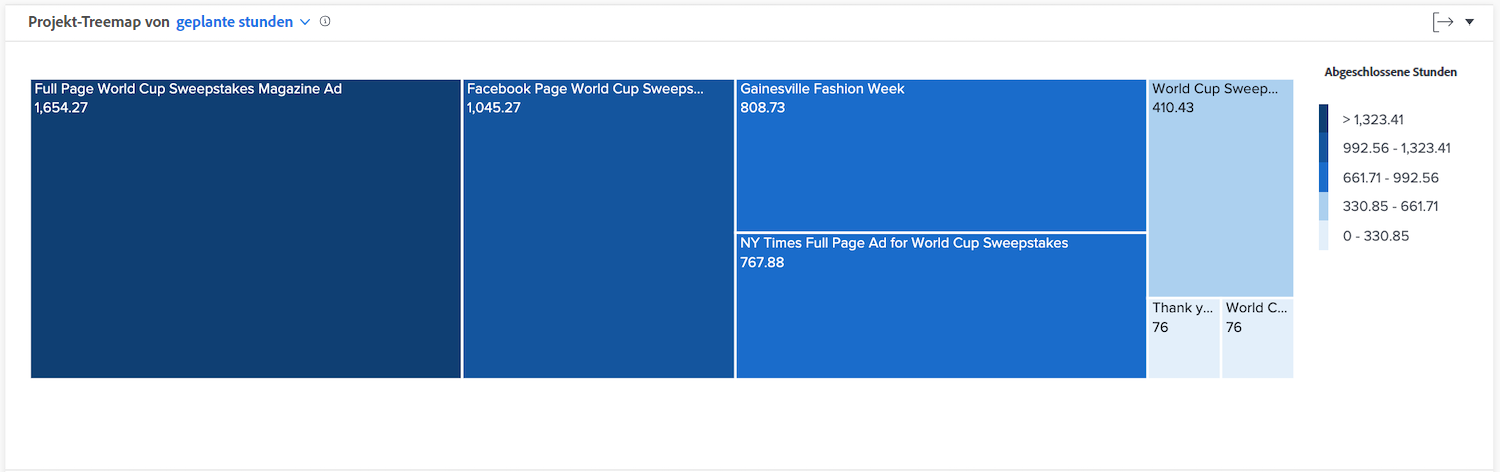 Projekt-Treemap von geplante stunden
Full Page World Cup Sweepstakes Magazine Ad
1,654.27
Facebook Page World Cup Sweeps...
1,045.27
Gainesville Fashion Week
808.73
NY Times Full Page Ad for World Cup Sweepstakes
767.88
World Cup Sweep...
410.43
Thank y...
76
World C...
76
Abgeschlossene Stunden
> 1,323.41
992.56 - 1,323.41
661.71 - 992.56
330.85 - 661.71
0 - 330.85